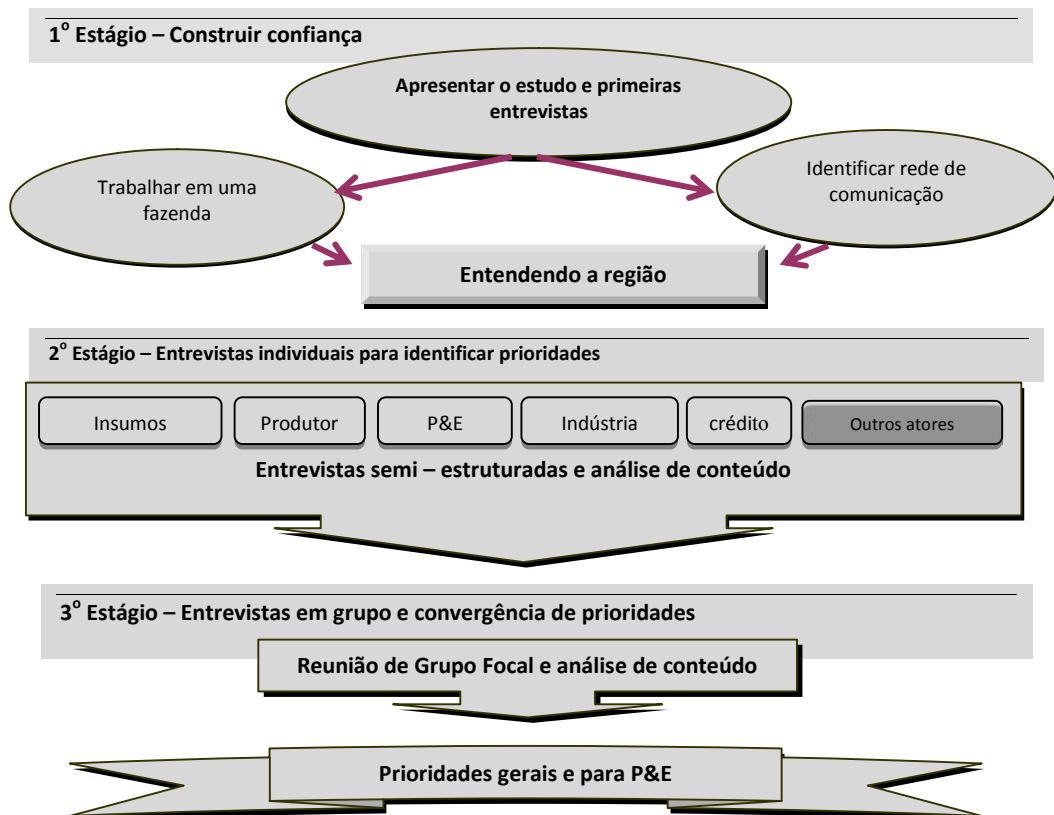 1º Estágio – Construir confiança
Apresentar o estudo e primeiras
entrevistas
Trabalhar em uma
fazenda
Identificar rede de
comunicação
Entendendo a região
2º Estágio – Entrevistas individuais para identificar prioridades
Insumos
Produtor
P&E
Indústria
crédito
Outros atores
Entrevistas semi – estruturadas e análise de conteúdo
3º Estágio – Entrevistas em grupo e convergência de prioridades
Reunião de Grupo Focal e análise de conteúdo
Prioridades gerais e para P&E